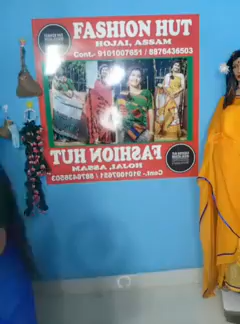 FASHION HUT
HOJAI, ASSAM
Cont.- 9101007651 / 8876436503
FASHION HUT
HOJAI, ASSAM
Cont.- 9101007651 / 8876436503